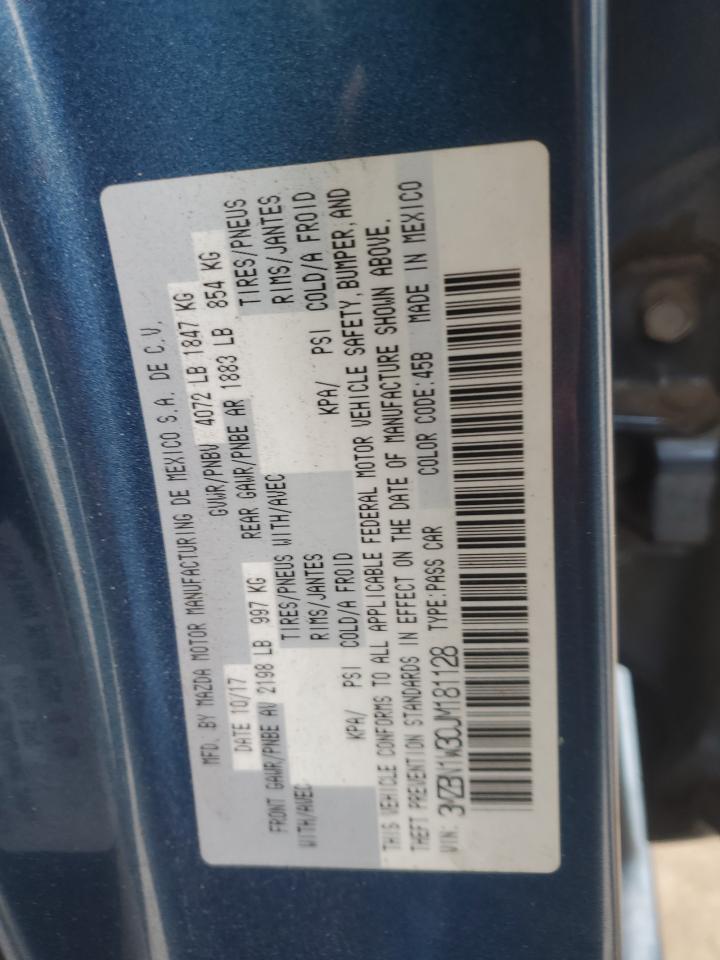 MFD. BY MAZDA MOTOR MANUFACTURING DE MEXICO S.A. DE C.V.
DATE 10/17 GVWR/PNBV 4072 LB 1847 KG
FRONT GAWR/PNBE AV 2198 LB 997 KG REAR GAWR/PNBE AR 1883 LB 854 KG
WITH/AVEC TIRES/PNEUS WITH/AVEC TIRES/PNEUS
RIMS/JANTES RIMS/JANTES
KPA/ PSI COLD/A FROID KPA/ PSI COLD/A FROID
THIS VEHICLE CONFORMS TO ALL APPLICABLE FEDERAL MOTOR VEHICLE SAFETY, BUMPER, AND
THEFT PREVENTION STANDARDS IN EFFECT ON THE DATE OF MANUFACTURE SHOWN ABOVE.
VIN: 3MZBN1W30JM181128 TYPE:PASS CAR COLOR CODE:45B MADE IN MEXICO